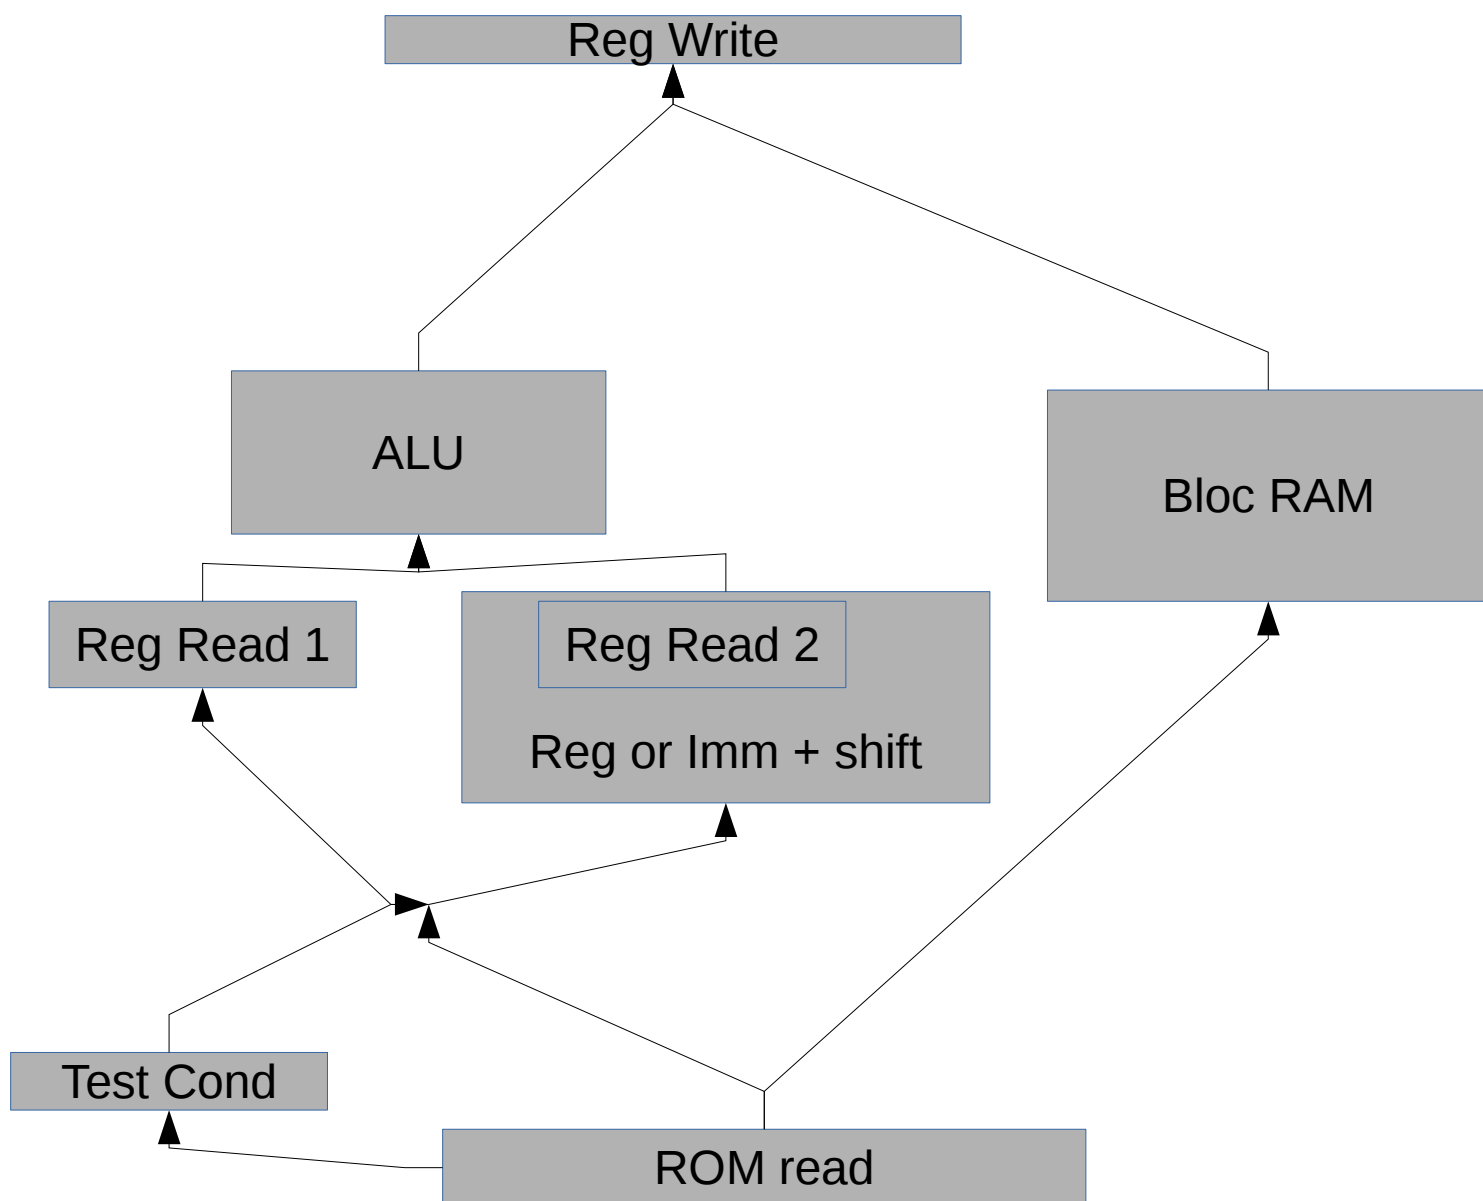 Reg Write
ALU
Bloc RAM
Reg Read 1
Reg Read 2
Reg or Imm + shift
Test Cond
ROM read